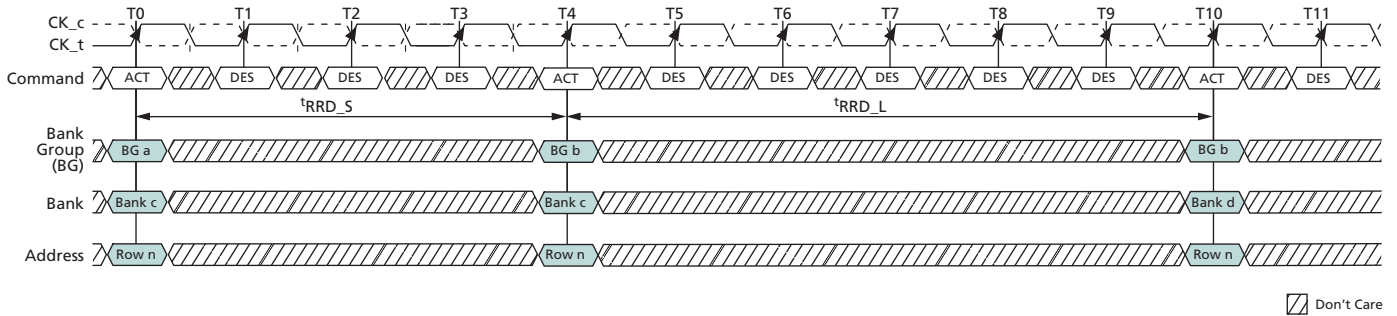 T0 T1 T2 T3 T4 T5 T6 T7 T8 T9 T10 T11
CK_c
CK_t
Command ACT DES DES DES ACT DES DES DES DES DES ACT DES
tRRD_S tRRD_L
Bank
Group
(BG)
BG a BG b BG b
Bank Bank c Bank c Bank d
Address Row n Row n Row n
Don't Care